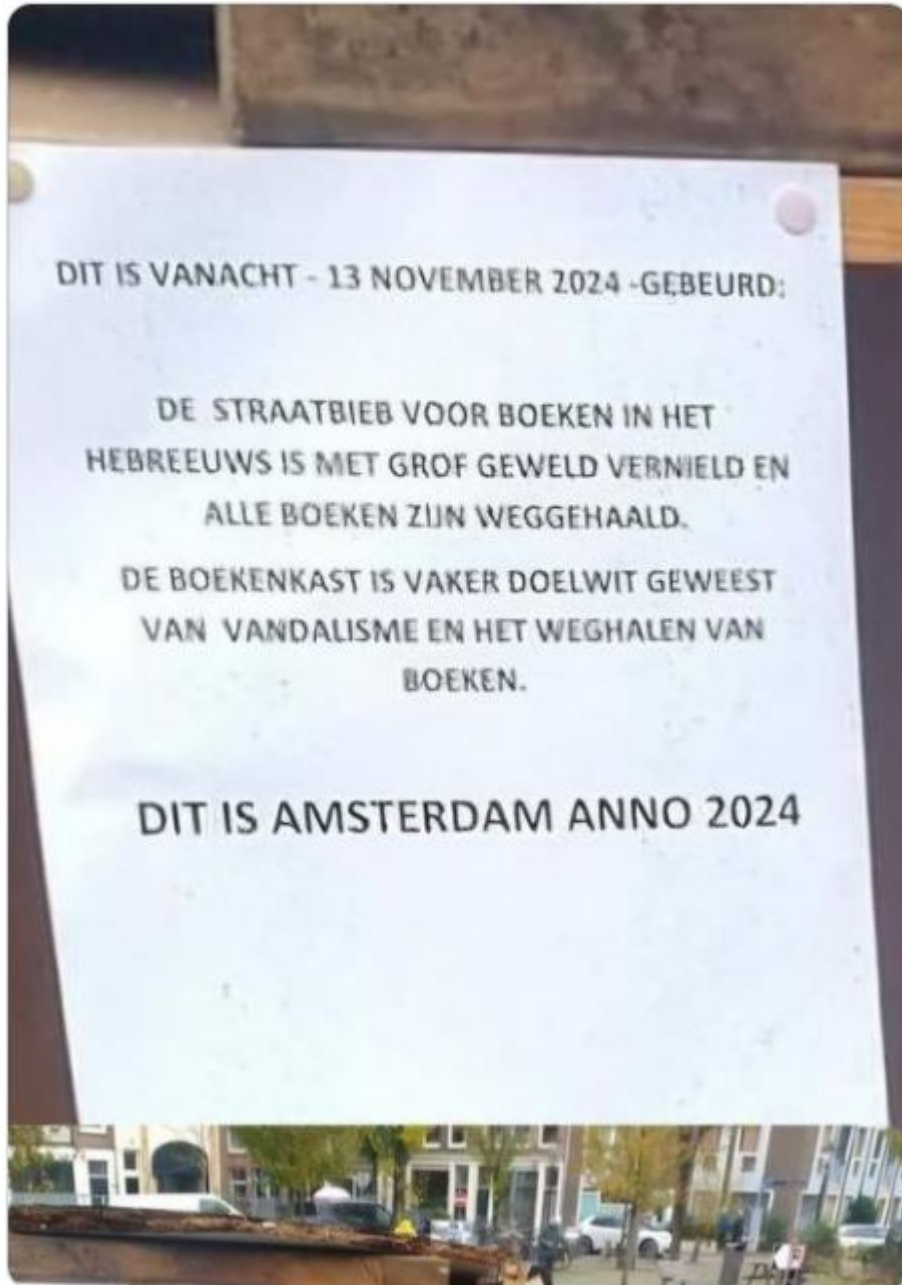 DIT IS VANACHT - 13 NOVEMBER 2024 -GEBEURD:
DE STRAATBIEB VOOR BOEKEN IN HET
HEBREEUWS IS MET GROF GEWELD VERNIELD EN
ALLE BOEKEN ZIJN WEGGEHAALD.
DE BOEKENKAST IS VAKER DOELWIT GEWEEST
VAN VANDALISME EN HET WEGHALEN VAN
BOEKEN.
DIT IS AMSTERDAM ANNO 2024